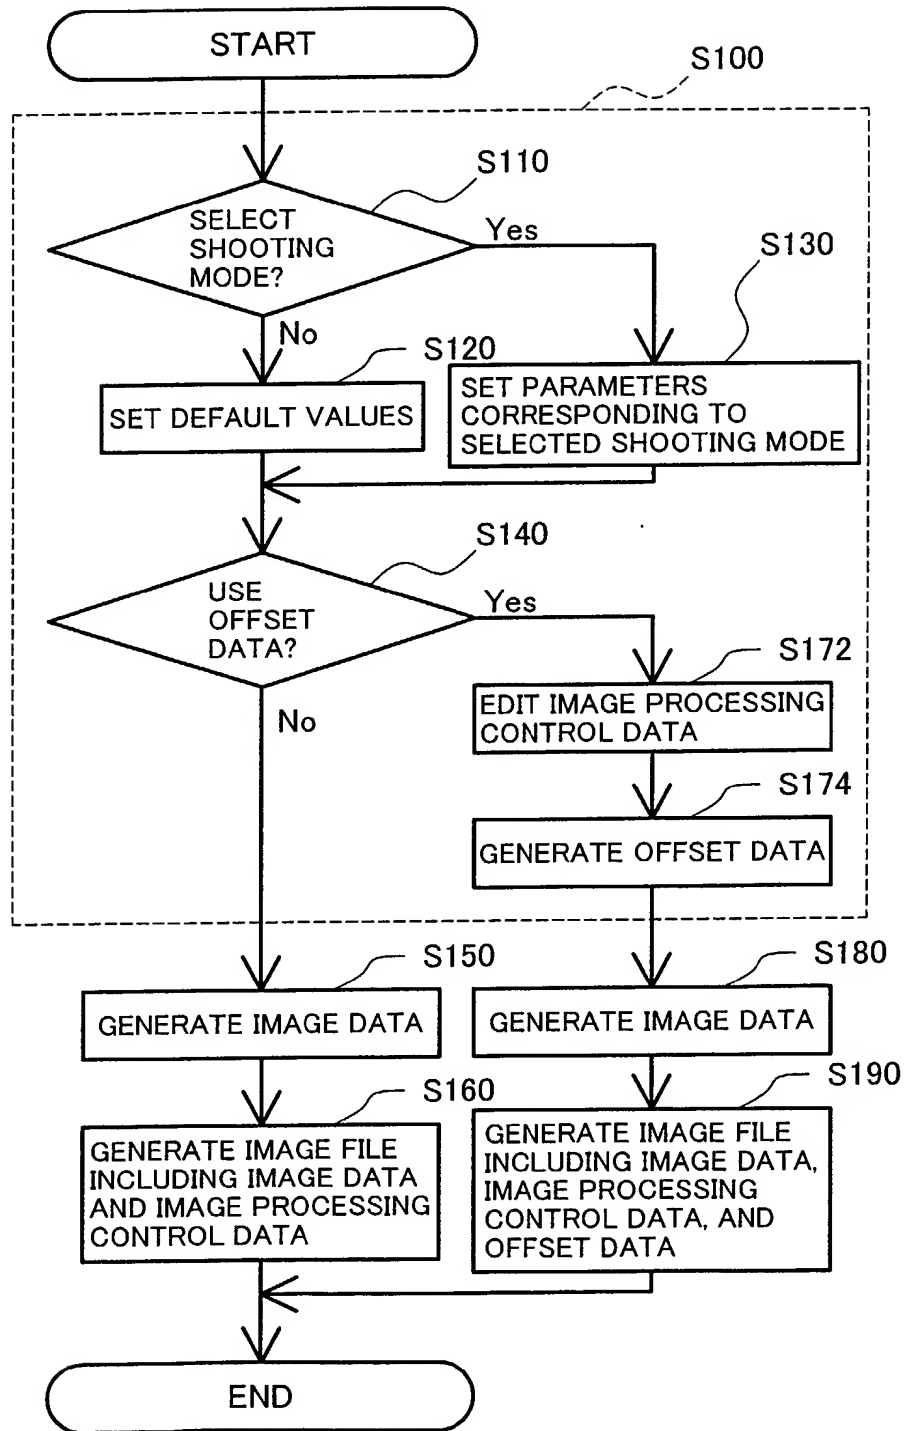 START
S100
S110
SELECT
SHOOTING
MODE?
Yes
S130
No
S120
SET DEFAULT VALUES
SET PARAMETERS
CORRESPONDING TO
SELECTED SHOOTING MODE
S140
USE
OFFSET
DATA?
Yes
S172
No
EDIT IMAGE PROCESSING
CONTROL DATA
S174
GENERATE OFFSET DATA
S150
GENERATE IMAGE DATA
S180
GENERATE IMAGE DATA
S160
GENERATE IMAGE FILE
INCLUDING IMAGE DATA
AND IMAGE PROCESSING
CONTROL DATA
S190
GENERATE IMAGE FILE
INCLUDING IMAGE DATA,
IMAGE PROCESSING
CONTROL DATA, AND
OFFSET DATA
END